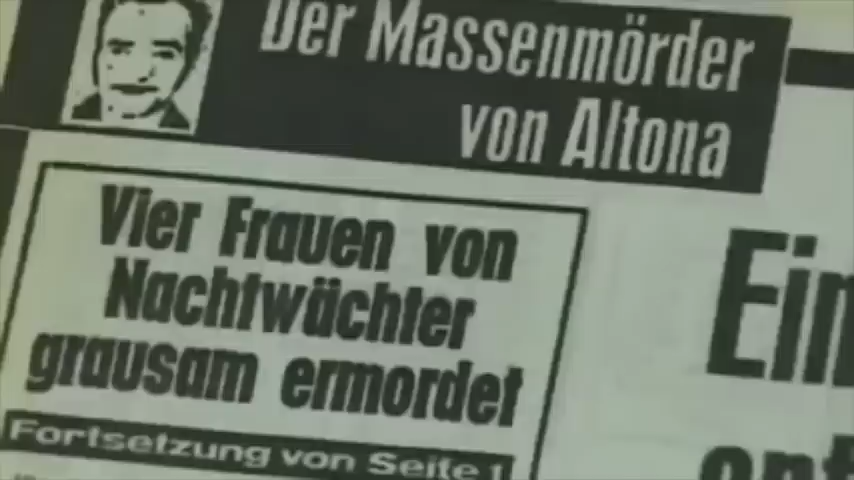 Der Massenmörder
von Altona
Vier Frauen von
Nachtwächter
grausam ermordet
Fortsetzung von Seite 1
Ein